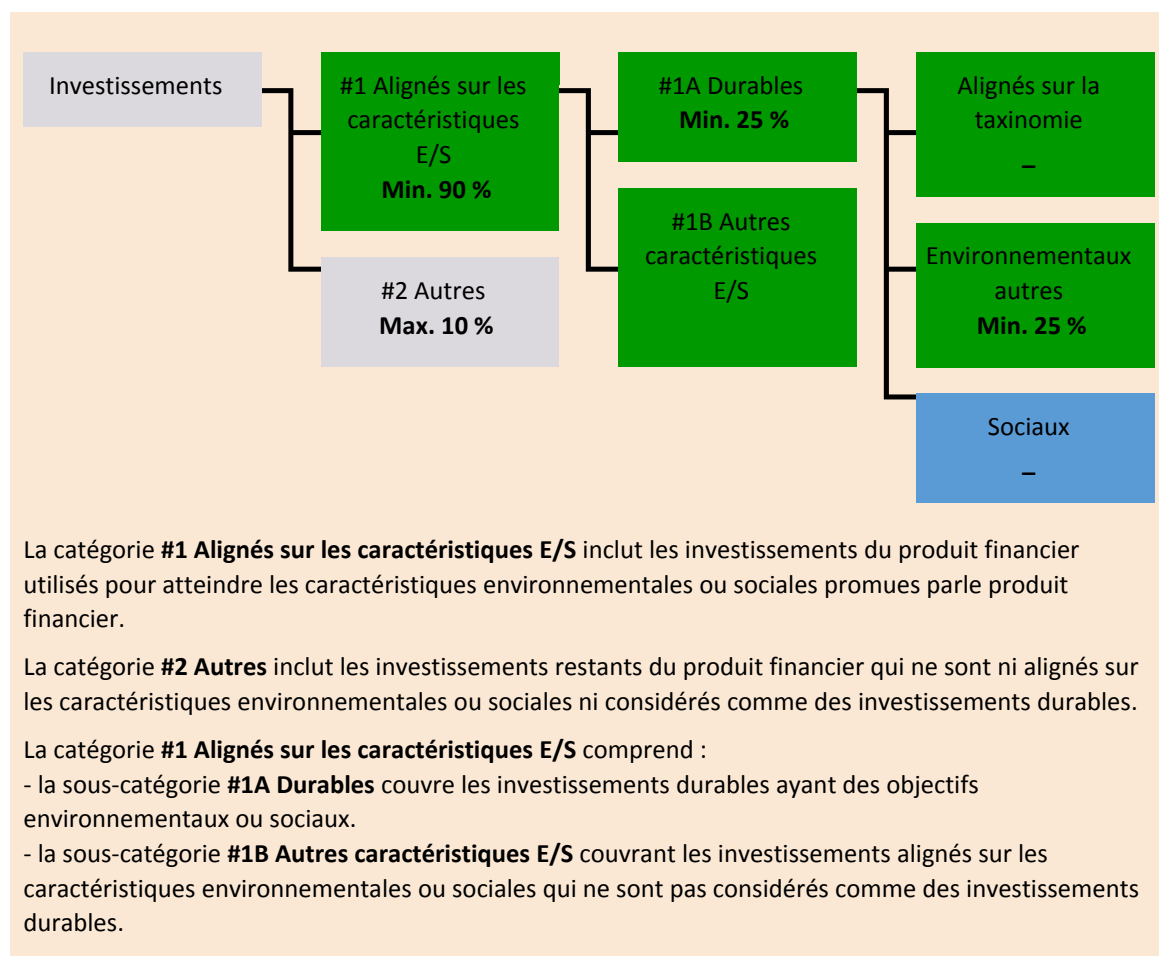 Investissements
#1 Alignés sur les
caractéristiques
E/S
Min. 90 %
#2 Autres
Max. 10 %
#1A Durables
Min. 25 %
#1B Autres
caractéristiques
E/S
Alignés sur la
taxinomie
–
Environnementaux
autres
Min. 25 %
Sociaux
–
La catégorie #1 Alignés sur les caractéristiques E/S inclut les investissements du produit financier
utilisés pour atteindre les caractéristiques environnementales ou sociales promues parle produit
financier.
La catégorie #2 Autres inclut les investissements restants du produit financier qui ne sont ni alignés sur
les caractéristiques environnementales ou sociales ni considérés comme des investissements durables.
La catégorie #1 Alignés sur les caractéristiques E/S comprend :
- la sous-catégorie #1A Durables couvre les investissements durables ayant des objectifs
environnementaux ou sociaux.
- la sous-catégorie #1B Autres caractéristiques E/S couvrant les investissements alignés sur les
caractéristiques environnementales ou sociales qui ne sont pas considérés comme des investissements
durables.